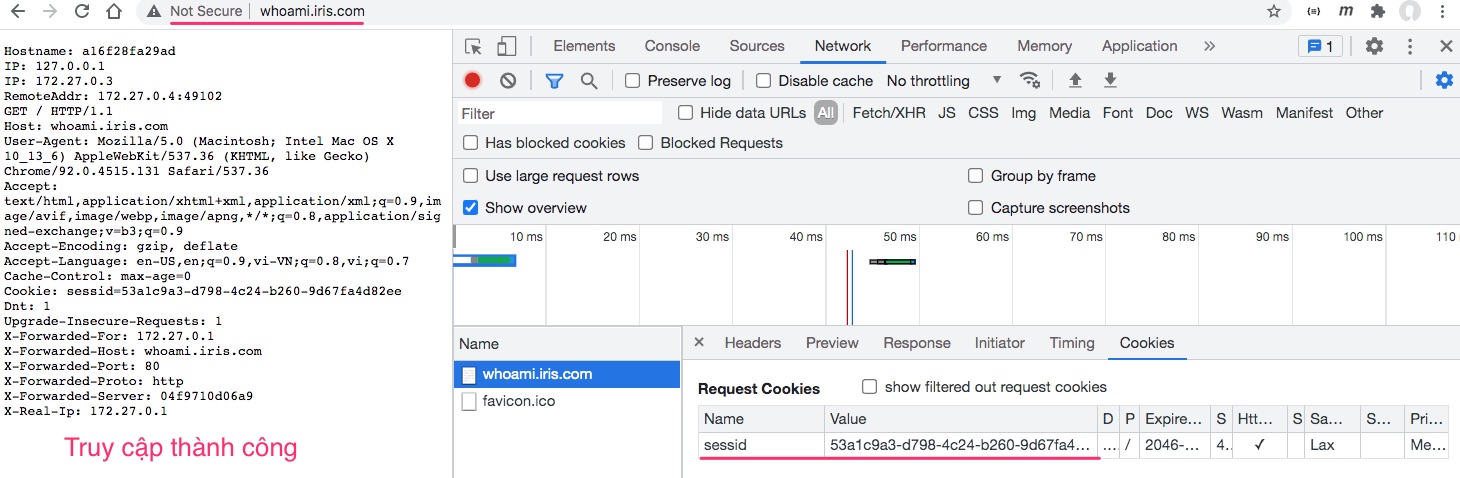 Not Secure | whoami.iris.com
Hostname: a16f28fa29ad
IP: 127.0.0.1
IP: 172.27.0.3
RemoteAddr: 172.27.0.4:49102
GET / HTTP/1.1
Host: whoami.iris.com
User-Agent: Mozilla/5.0 (Macintosh; Intel Mac OS X
10_13_6) AppleWebKit/537.36 (KHTML, like Gecko)
Chrome/92.0.4515.131 Safari/537.36
Accept:
text/html,application/xhtml+xml,application/xml;q=0.9,im
age/avif,image/webp,image/apng,*/*;q=0.8,application/sig
ned-exchange;v=b3;q=0.9
Accept-Encoding: gzip, deflate
Accept-Language: en-US,en;q=0.9,vi-VN;q=0.8,vi;q=0.7
Cache-Control: max-age=0
Cookie: sessid=53a1c9a3-d798-4c24-b260-9d67fa4d82ee
Dnt: 1
Upgrade-Insecure-Requests: 1
X-Forwarded-For: 172.27.0.1
X-Forwarded-Host: whoami.iris.com
X-Forwarded-Port: 80
X-Forwarded-Proto: http
X-Forwarded-Server: 04f9710d06a9
X-Real-Ip: 172.27.0.1
Truy cập thành công
Elements Console Sources Network Performance Memory Application » 1
Preserve log Disable cache No throttling
Filter Hide data URLs All Fetch/XHR JS CSS Img Media Font Doc WS Wasm Manifest Other
Has blocked cookies Blocked Requests
Use large request rows Group by frame
Show overview Capture screenshots
10 ms 20 ms 30 ms 40 ms 50 ms 60 ms 70 ms 80 ms 90 ms 100 ms 110
Name
whoami.iris.com
favicon.ico
× Headers Preview Response Initiator Timing Cookies
Request Cookies show filtered out request cookies
Name Value D P Expire... S Htt... S Sa... S... Pri...
sessid 53a1c9a3-d798-4c24-b260-9d67fa4... .... / 2046-... 4. ✓ Lax Me...